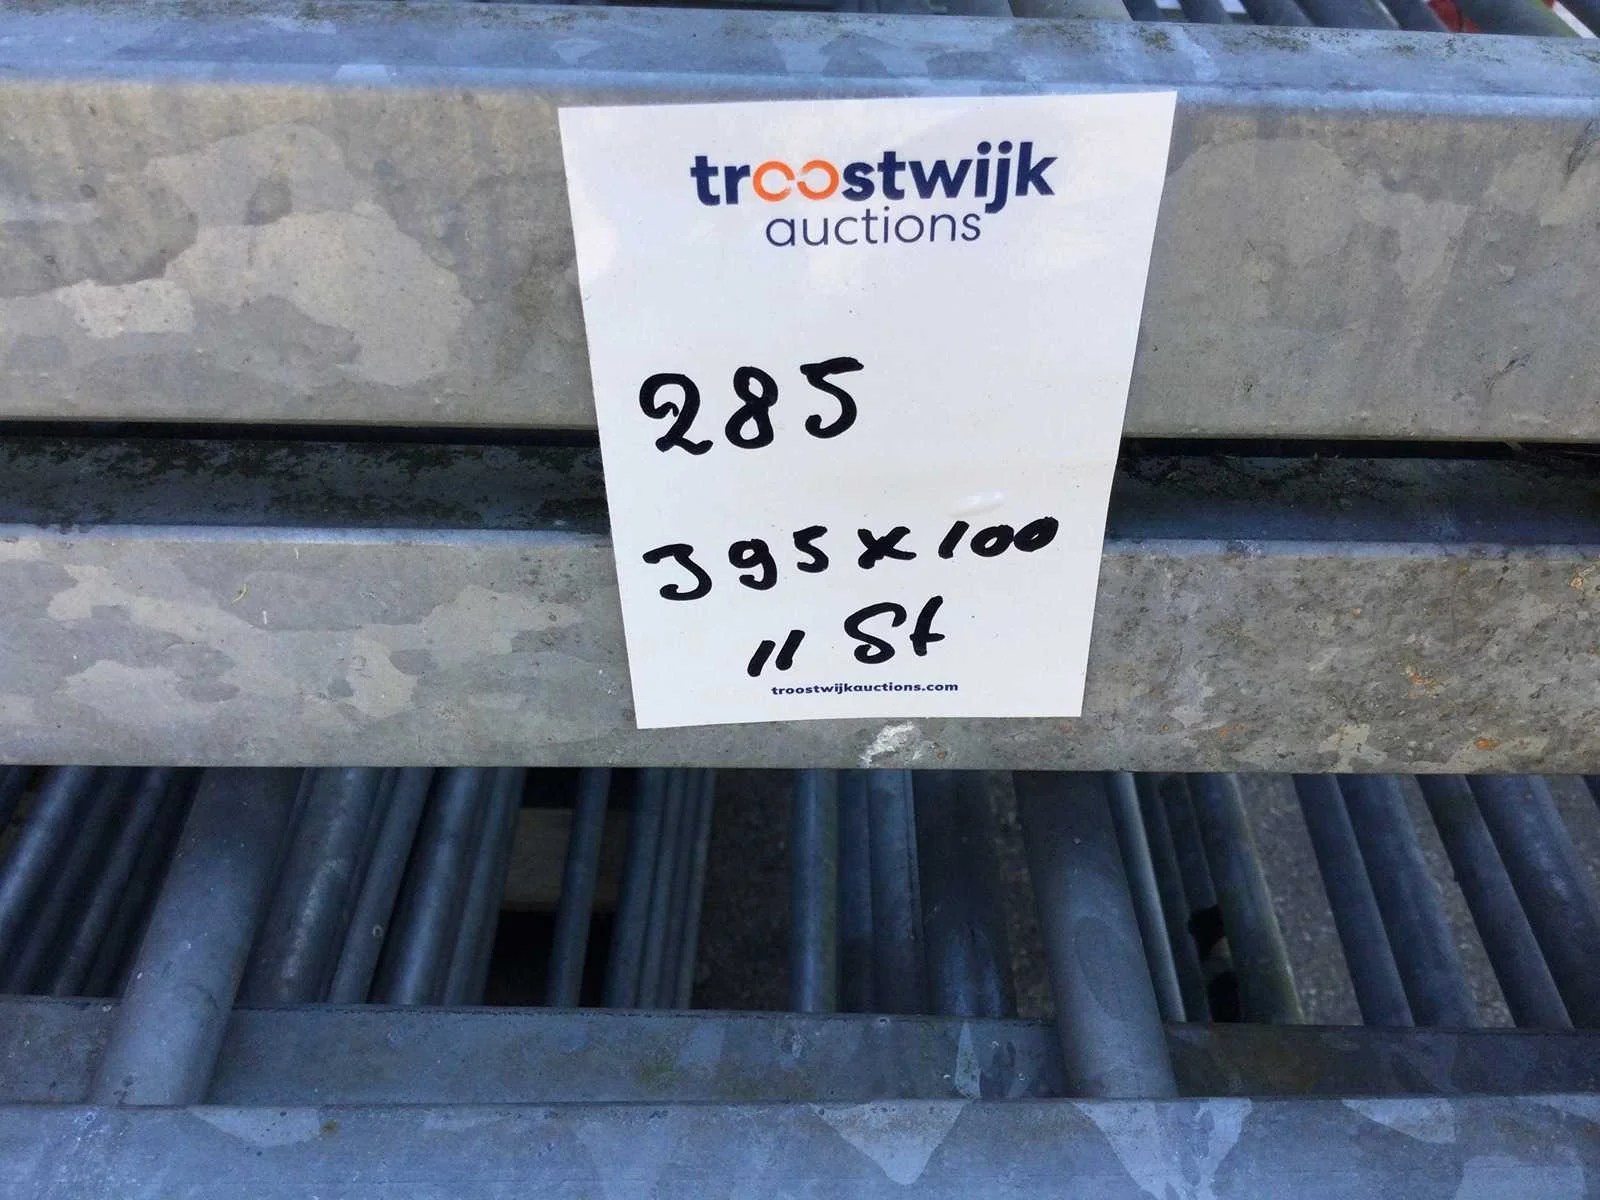 troostwijk
auctions
285
395 x 100
11 St
troostwijkauctions.com